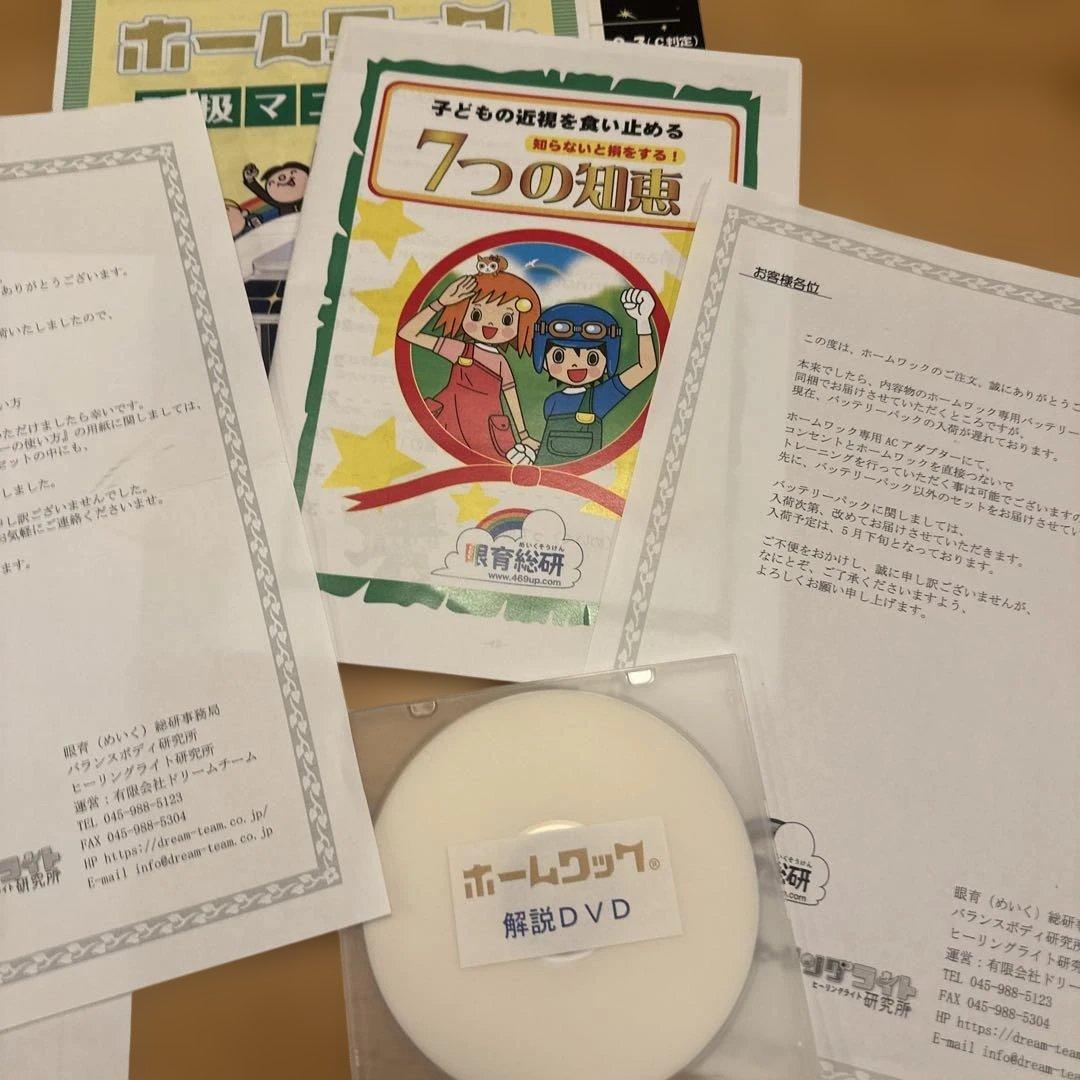 ホームワック
級マニ
(C判定)
子どもの近視を食い止める
知らないと損をする!
7つの知恵
めいくそうけん
眼育総研
www.469up.com
ありがとうございます。
荷いたしましたので、
い方
ただけましたら幸いです。
ーの使い方』の用紙に関しましては、
セットの中にも、
しました。
し訳ございませんでした。
お気軽にご連絡くださいませ。
ます。
眼育(めいく)総研事務局
バランスボディ研究所
ヒーリングライト研究所
運営:有限会社ドリームチーム
TEL 045-988-5123
FAX 045-988-5304
HP https://dream-team.co.jp/
E-mail info@dream-team.co.jp
ライト
研究所
お客様各位
この度は、ホームワックのご注文、誠にありがとうご
本来でしたら、内容物のホームワック専用バッテリー
同梱でお届けさせていただくところですが、
現在、バッテリーパックの入荷が遅れております。
ホームワック専用ACアダプターにて、
コンセントとホームワックを直接つないで
トレーニングを行っていただく事は可能でございますの
先に、バッテリーパック以外のセットをお届けさせてい
バッテリーパックに関しましては、
入荷次第、改めてお届けさせていただきます。
入荷予定は、5月下旬となっております。
ご不便をおかけし、誠に申し訳ございませんが、
なにとぞ、ご了承くださいますよう、
よろしくお願い申し上げます。
ホームワック®
解説DVD
くそうけん
総研
.com
ングライト
ヒーリングライト研究所
眼育(めいく)総研事
バランスボディ研究所
ヒーリングライト研究
運営:有限会社ドリー
TEL 045-988-5123
FAX 045-988-5304
HP https://dream-tea
E-mail info@dream-te